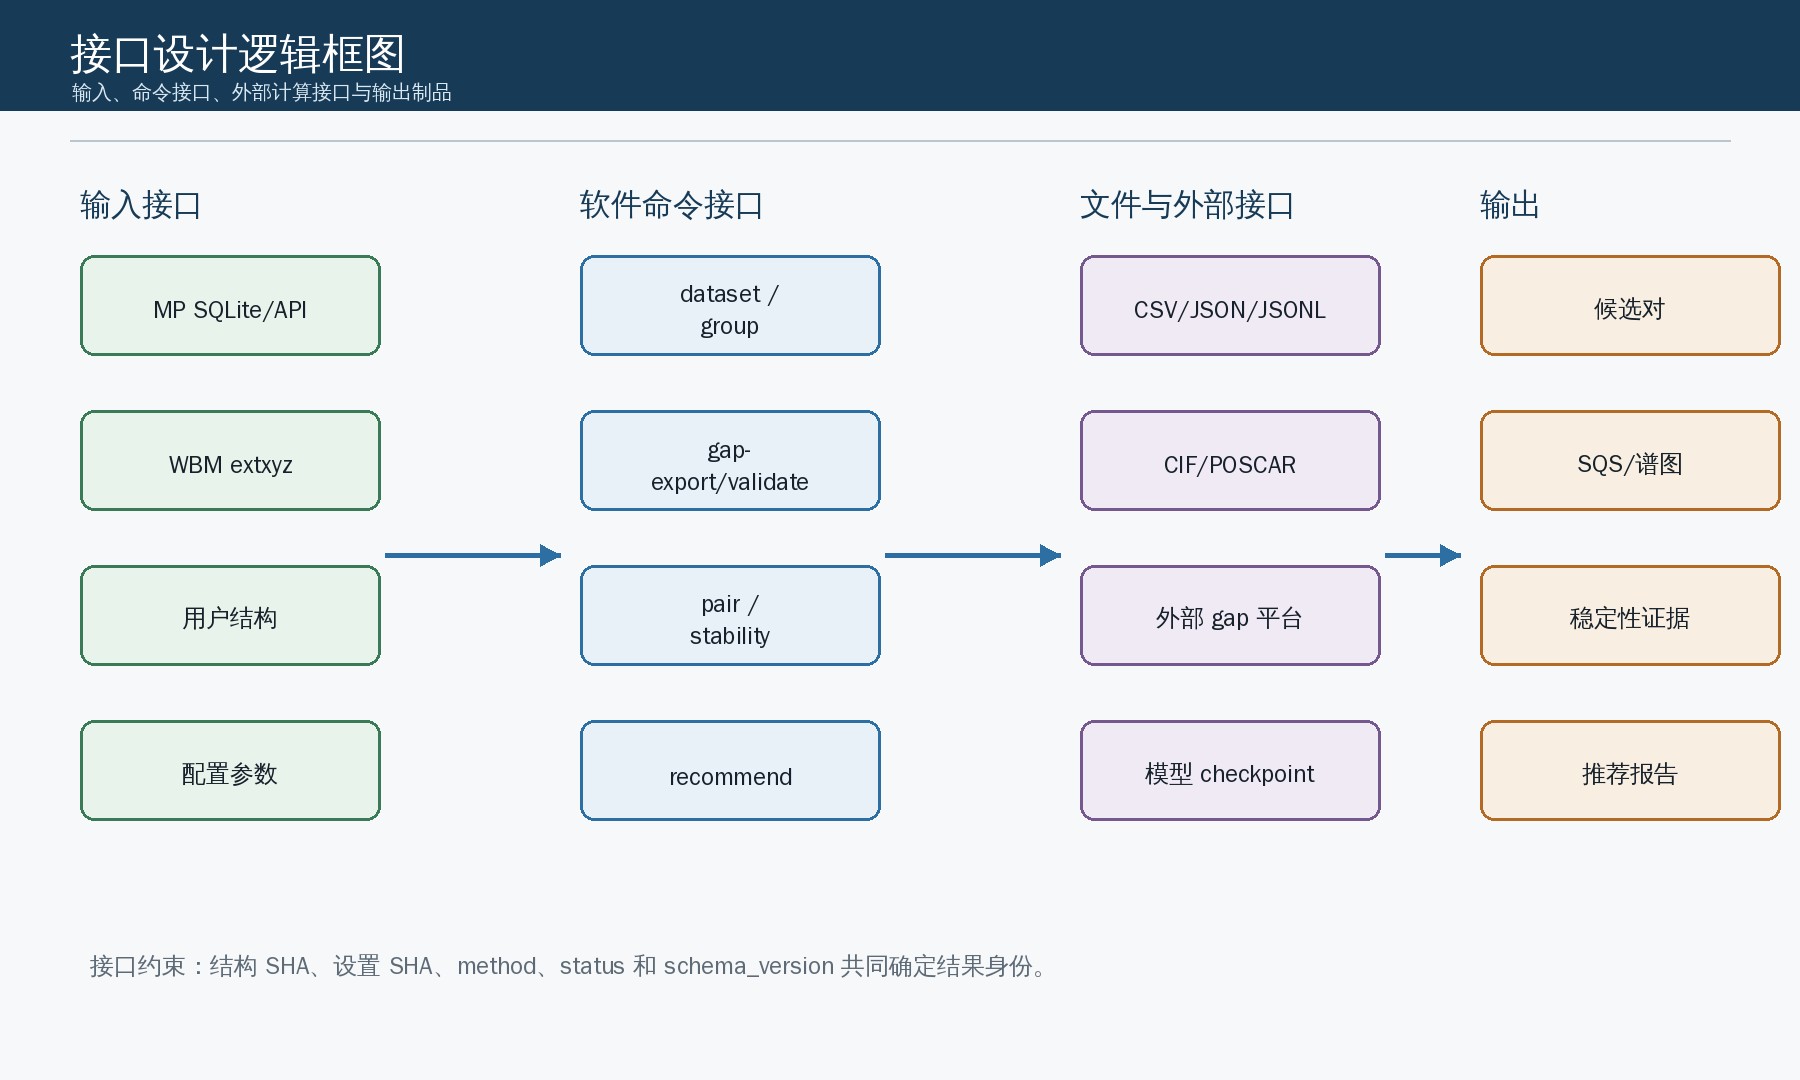 接口设计逻辑框图
输入、命令接口、外部计算接口与输出制品
输入接口
MP SQLite/API
WBM extxyz
用户结构
配置参数
软件命令接口
dataset /
group
gap-
export/validate
pair /
stability
recommend
文件与外部接口
CSV/JSON/JSONL
CIF/POSCAR
外部 gap 平台
模型 checkpoint
输出
候选对
SQS/谱图
稳定性证据
推荐报告
接口约束：结构 SHA、设置 SHA、method、status 和 schema_version 共同确定结果身份。